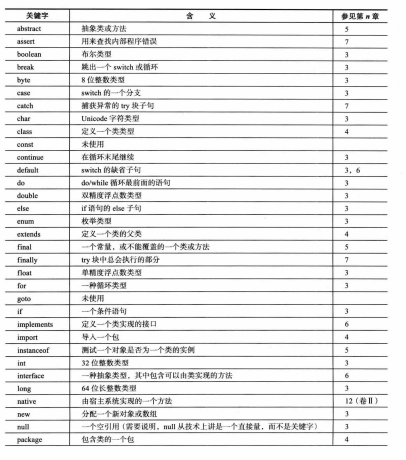 关键字 含 义 参见第 n 章
abstract 抽象类或方法 5
assert 用来查找内部程序错误 7
boolean 布尔类型 3
break 跳出一个 switch 或循环 3
byte 8 位整数类型 3
case switch 的一个分支 3
catch 捕获异常的 try 块子句 7
char Unicode 字符类型 3
class 定义一个类类型 4
const 未使用
continue 在循环末尾继续 3
default switch 的缺省子句 3，6
do do/while 循环最前面的语句 3
double 双精度浮点数类型 3
else if 语句的 else 子句 3
enum 枚举类型 3
extends 定义一个类的父类 4
final 一个常量，或不能覆盖的一个类或方法 5
finally try 块中总会执行的部分 7
float 单精度浮点数类型 3
for 一种循环类型 3
goto 未使用
if 一个条件语句 3
implements 定义一个类实现的接口 6
import 导入一个包 4
instanceof 测试一个对象是否为一个类的实例 5
int 32 位整数类型 3
interface 一种抽象类型，其中包含可以由类实现的方法 6
long 64 位长整数类型 3
native 由宿主系统实现的一个方法 12（卷Ⅱ）
new 分配一个新对象或数组 3
null 一个空引用（需要说明，null 从技术上讲是一个直接量，而不是关键字） 3
package 包含类的一个包 4